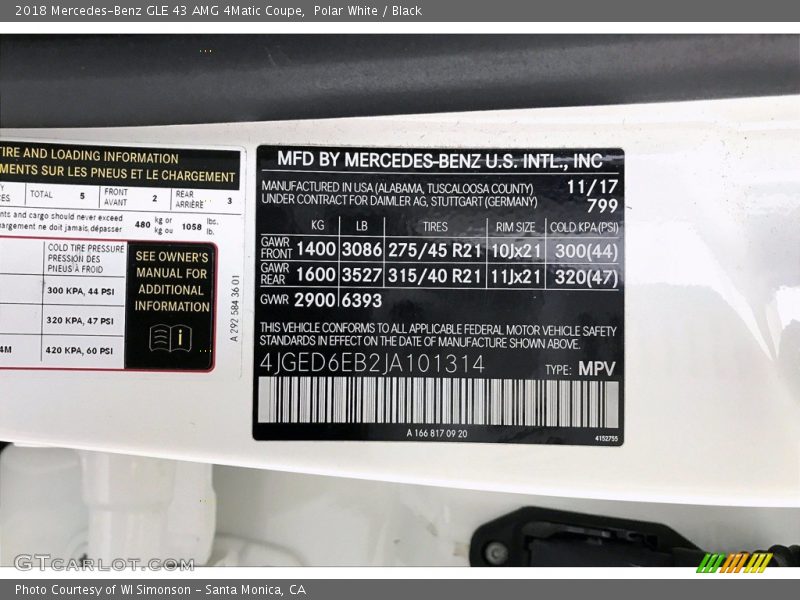 2018 Mercedes-Benz GLE 43 AMG 4Matic Coupe,  Polar White / Black
TIRE AND LOADING INFORMATION
MENTS SUR LES PNEUS ET LE CHARGEMENT
TOTAL 5 FRONT AVANT 2 REAR ARRIÈRE 3
nts and cargo should never exceed 480 kg or 1058 lbs.
hargement ne doit jamais dépasser kg ou lb.
COLD TIRE PRESSURE
PRESSION DES
PNEUS À FROID
300 KPA, 44 PSI
320 KPA, 47 PSI
420 KPA, 60 PSI
SEE OWNER'S
MANUAL FOR
ADDITIONAL
INFORMATION
A 292 584 36 01
MFD BY MERCEDES-BENZ U.S. INTL., INC
MANUFACTURED IN USA (ALABAMA, TUSCALOOSA COUNTY) 11/17
UNDER CONTRACT FOR DAIMLER AG, STUTTGART (GERMANY) 799
KG LB TIRES RIM SIZE COLD KPA(PSI)
GAWR FRONT 1400 3086 275/45 R21 10Jx21 300(44)
GAWR REAR 1600 3527 315/40 R21 11Jx21 320(47)
GWR 2900 6393
THIS VEHICLE CONFORMS TO ALL APPLICABLE FEDERAL MOTOR VEHICLE SAFETY
STANDARDS IN EFFECT ON THE DATE OF MANUFACTURE SHOWN ABOVE.
4JGED6EB2JA101314 TYPE: MPV
A 166 817 09 20
4152755
GTCARLOT.COM
Photo Courtesy of WI Simonson - Santa Monica, CA